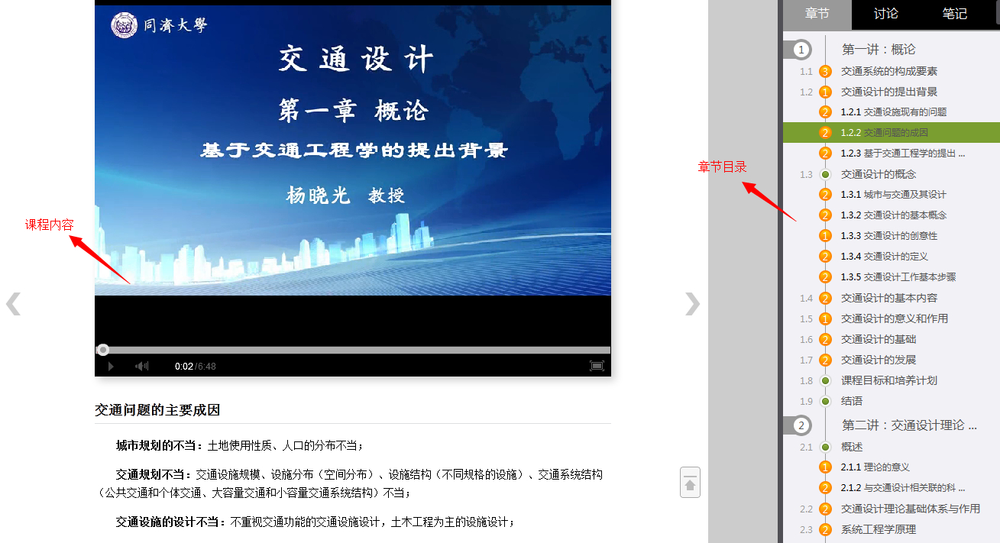 同濟大學
交通设计
第一章 概论
基于交通工程学的提出背景
杨晓光 教授
课程内容
0:02/6:48
交通问题的主要成因
城市规划的不当：土地使用性质、人口的分布不当；
交通规划不当：交通设施规模、设施分布（空间分布）、设施结构（不同规格的设施）、交通系统结构
（公共交通和个体交通、大容量交通和小容量交通系统结构）不当；
交通设施的设计不当：不重视交通功能的交通设施设计，土木工程为主的设施设计；
章节目录
章节 讨论 笔记
1 第一讲：概论
1.1 3 交通系统的构成要素
1.2 1 交通设计的提出背景
2 1.2.1 交通设施现有的问题
2 1.2.2 交通问题的成因
2 1.2.3 基于交通工程学的提出 ...
1.3 交通设计的概念
2 1.3.1 城市与交通及其设计
2 1.3.2 交通设计的基本概念
1 1.3.3 交通设计的创意性
2 1.3.4 交通设计的定义
2 1.3.5 交通设计工作基本步骤
1.4 2 交通设计的基本内容
1.5 1 交通设计的意义和作用
1.6 2 交通设计的基础
1.7 2 交通设计的发展
1.8 课程目标和培养计划
1.9 结语
2 第二讲：交通设计理论 ...
2.1 概述
1 2.1.1 理论的意义
2 2.1.2 与交通设计相关联的科 ...
2.2 2 交通设计理论基础体系与作用
2.3 2 系统工程学原理